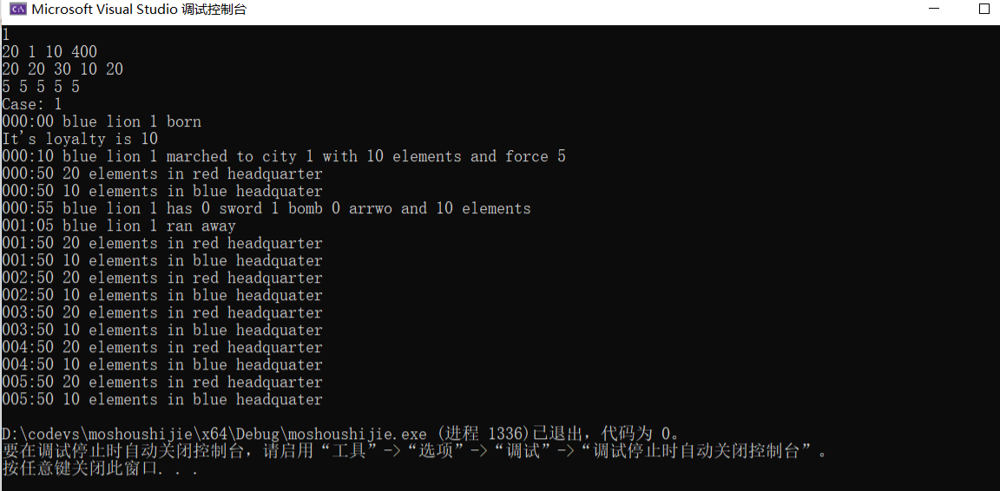 Microsoft Visual Studio 调试控制台
1
20 1 10 400
20 20 30 10 20
5 5 5 5 5
Case: 1
000:00 blue lion 1 born
It's loyalty is 10
000:10 blue lion 1 marched to city 1 with 10 elements and force 5
000:50 20 elements in red headquarter
000:50 10 elements in blue headquater
000:55 blue lion 1 has 0 sword 1 bomb 0 arrwo and 10 elements
001:05 blue lion 1 ran away
001:50 20 elements in red headquarter
001:50 10 elements in blue headquater
002:50 20 elements in red headquarter
002:50 10 elements in blue headquater
003:50 20 elements in red headquarter
003:50 10 elements in blue headquater
004:50 20 elements in red headquarter
004:50 10 elements in blue headquater
005:50 20 elements in red headquarter
005:50 10 elements in blue headquater
D:\codevs\moshoushijie\x64\Debug\moshoushijie.exe (进程 1336)已退出，代码为 0。
要在调试停止时自动关闭控制台，请启用“工具”->“选项”->“调试”->“调试停止时自动关闭控制台”。
按任意键关闭此窗口. . .